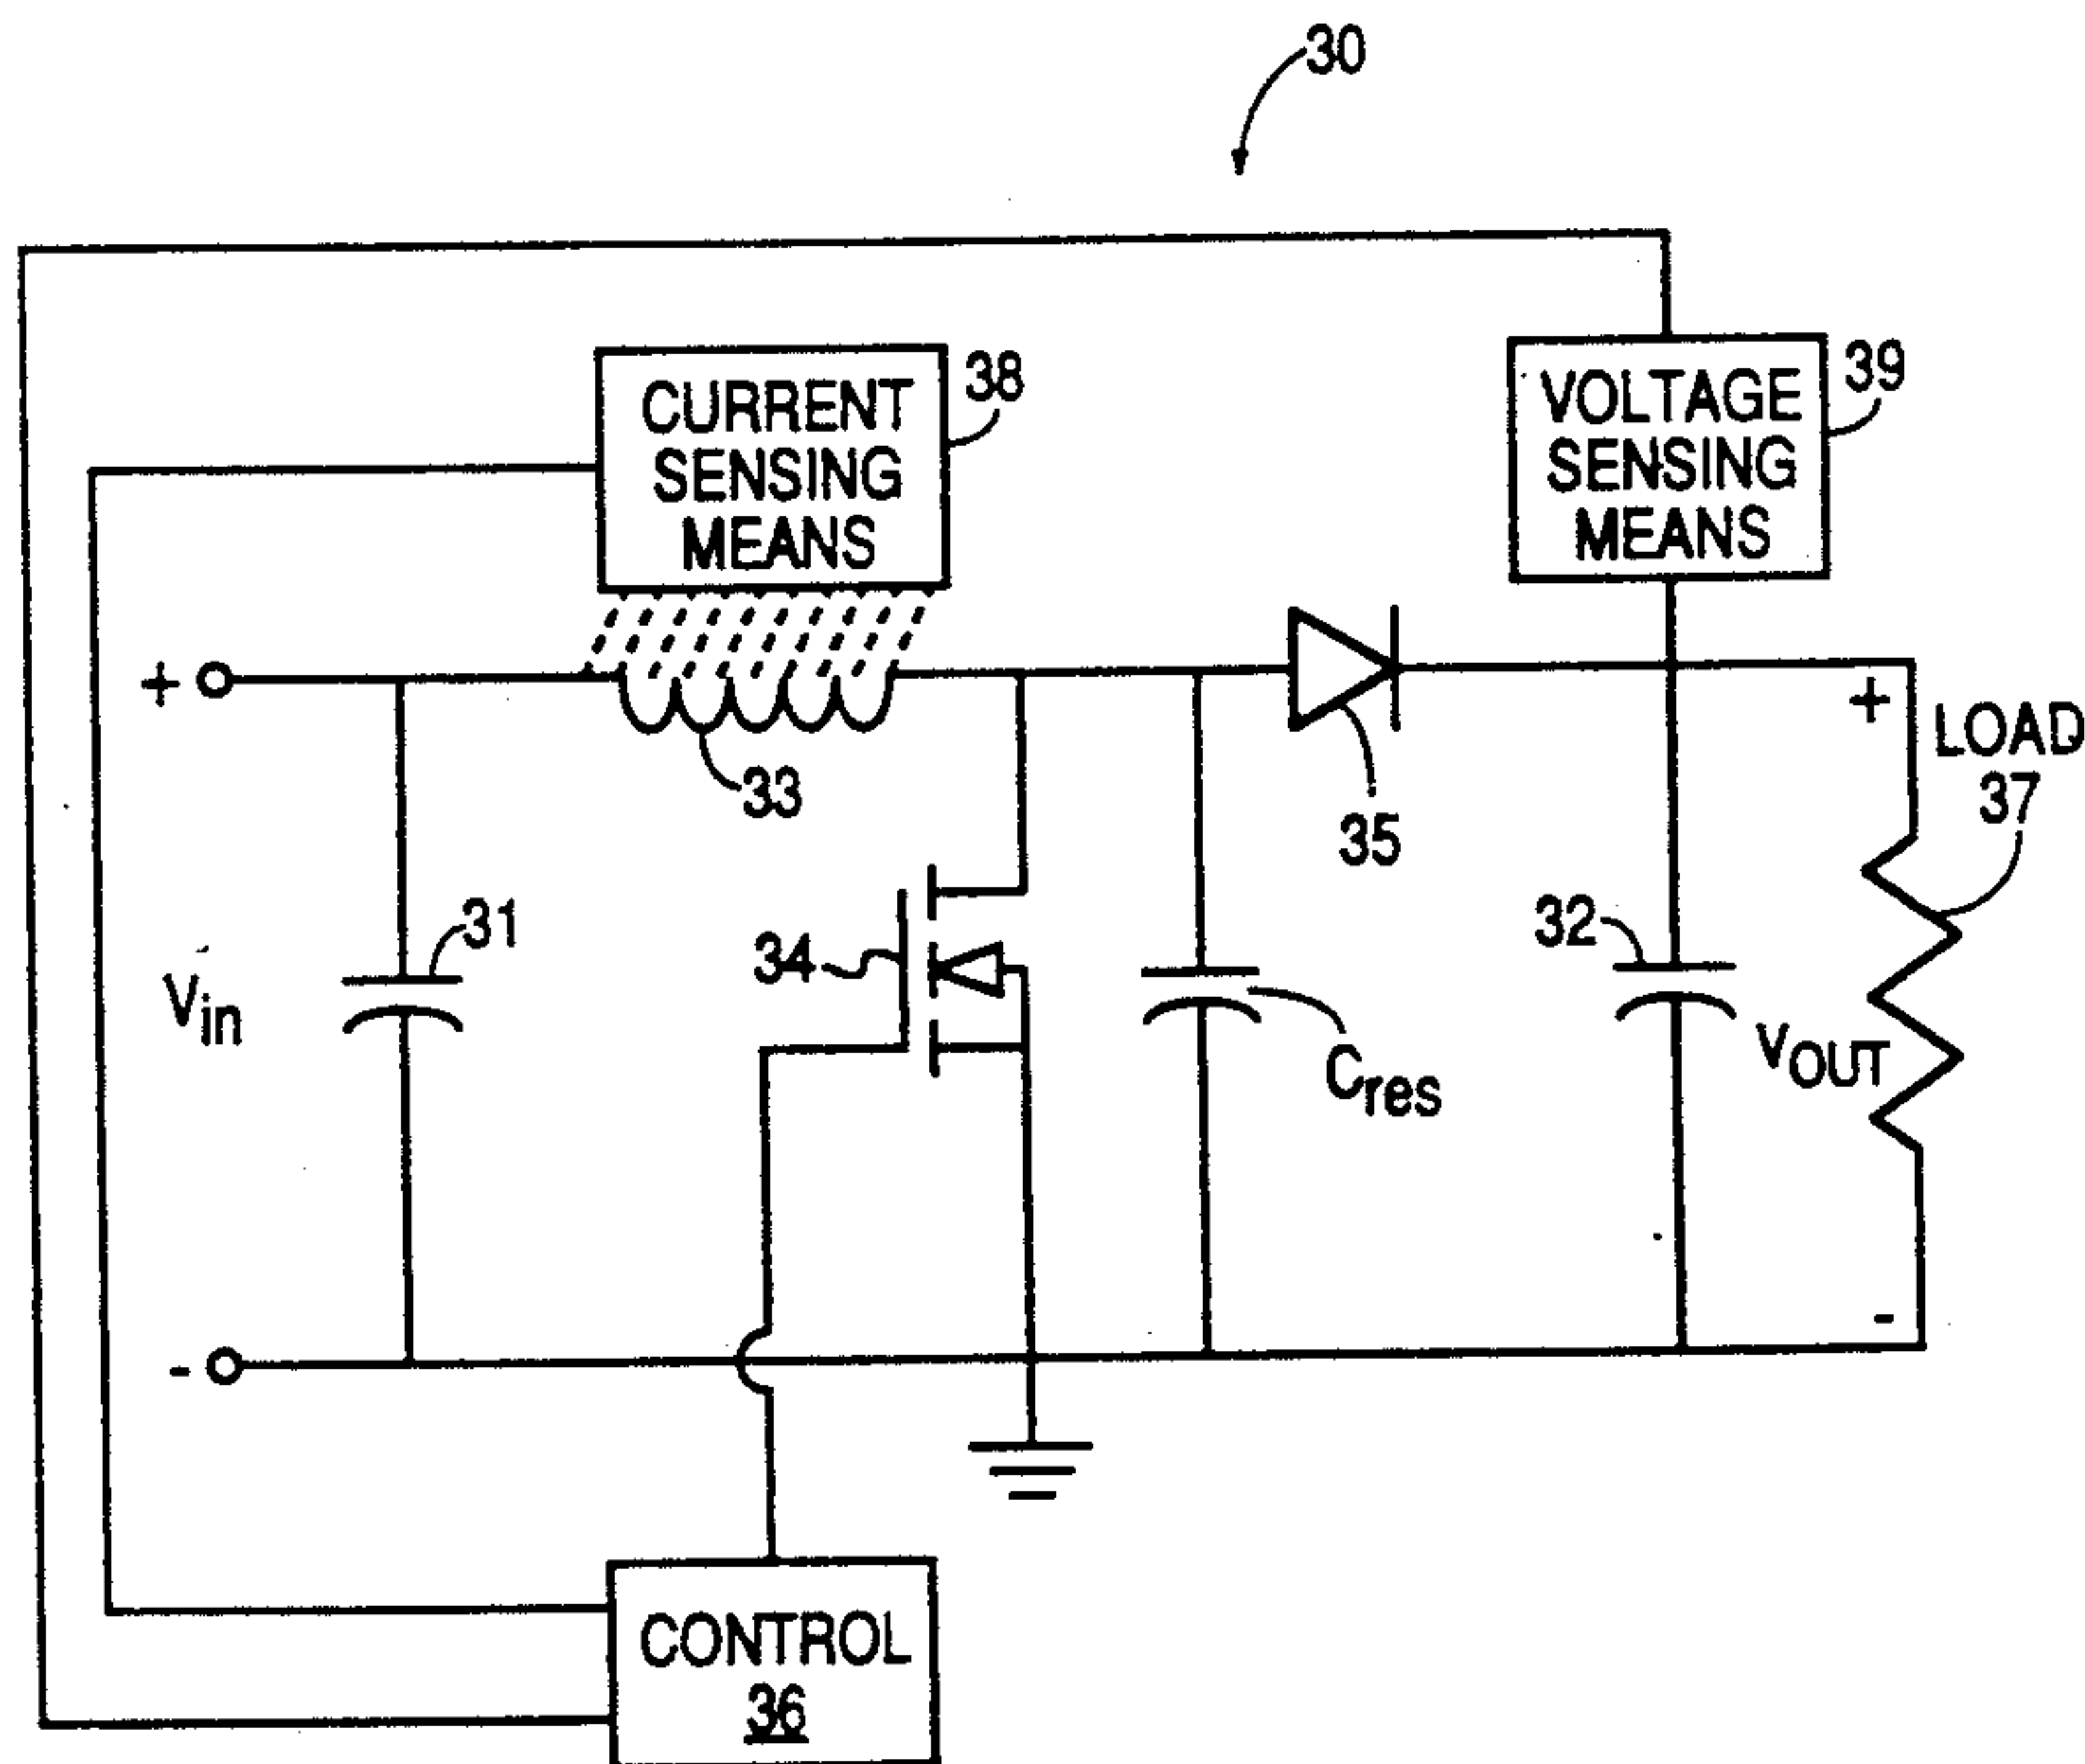 30
CURRENT
SENSING
MEANS
38
VOLTAGE
SENSING
MEANS
39
+
+
LOAD
37
33
35
31
34
32
Vin
Cres
VOUT
-
-
CONTROL
36